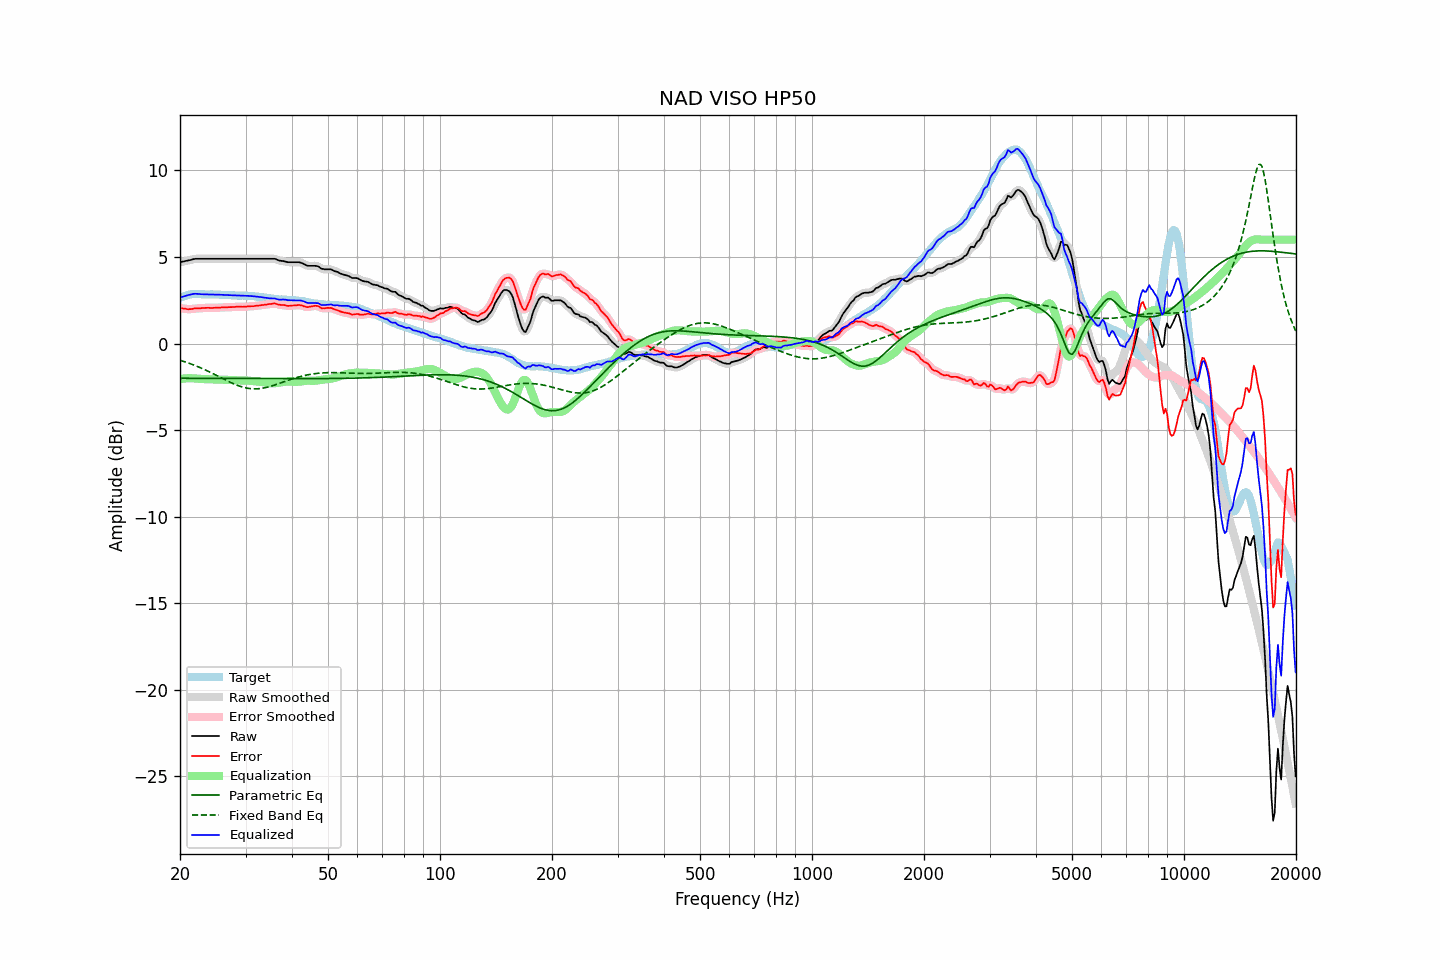 NAD VISO HP50
Amplitude (dBr)
10
5
0
−5
−10
−15
−20
−25
Target
Raw Smoothed
Error Smoothed
Raw
Error
Equalization
Parametric Eq
Fixed Band Eq
Equalized
20 50 100 200 500 1000 2000 5000 10000 20000
Frequency (Hz)